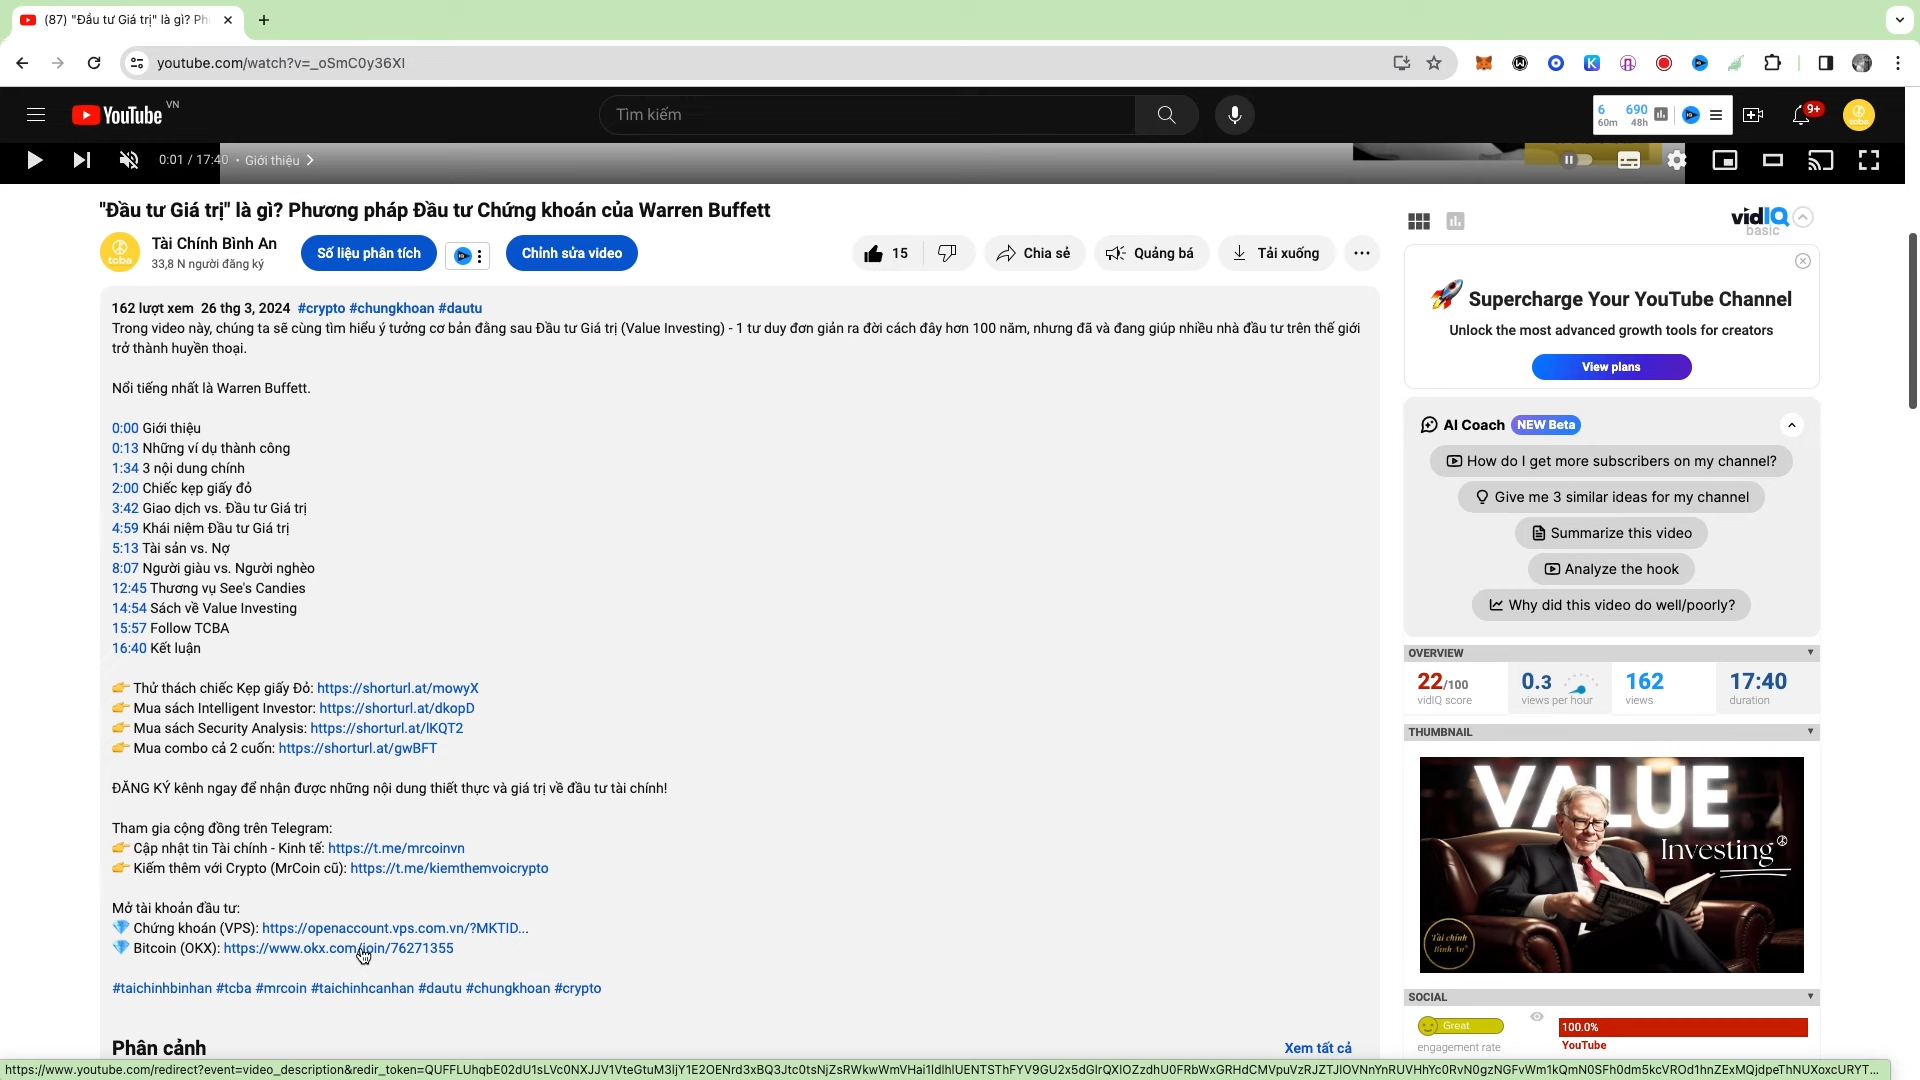 (87) "Đầu tư Giá trị" là gì? Ph
youtube.com/watch?v=_oSmC0y36XI
YouTube VN
Tìm kiếm
6 60m
690 48h
9+
tcba
0:01 / 17:40 • Giới thiệu
"Đầu tư Giá trị" là gì? Phương pháp Đầu tư Chứng khoán của Warren Buffett
tcba
Tài Chính Bình An
33,8 N người đăng ký
Số liệu phân tích
Chỉnh sửa video
15
Chia sẻ
Quảng bá
Tải xuống
162 lượt xem 26 thg 3, 2024 #crypto #chungkhoan #dautu
Trong video này, chúng ta sẽ cùng tìm hiểu ý tưởng cơ bản đằng sau Đầu tư Giá trị (Value Investing) - 1 tư duy đơn giản ra đời cách đây hơn 100 năm, nhưng đã và đang giúp nhiều nhà đầu tư trên thế giới
trở thành huyền thoại.
Nổi tiếng nhất là Warren Buffett.
0:00 Giới thiệu
0:13 Những ví dụ thành công
1:34 3 nội dung chính
2:00 Chiếc kẹp giấy đỏ
3:42 Giao dịch vs. Đầu tư Giá trị
4:59 Khái niệm Đầu tư Giá trị
5:13 Tài sản vs. Nợ
8:07 Người giàu vs. Người nghèo
12:45 Thương vụ See's Candies
14:54 Sách về Value Investing
15:57 Follow TCBA
16:40 Kết luận
👉 Thử thách chiếc Kẹp giấy Đỏ: https://shorturl.at/mowyX
👉 Mua sách Intelligent Investor: https://shorturl.at/dkopD
👉 Mua sách Security Analysis: https://shorturl.at/lKQT2
👉 Mua combo cả 2 cuốn: https://shorturl.at/gwBFT
ĐĂNG KÝ kênh ngay để nhận được những nội dung thiết thực và giá trị về đầu tư tài chính!
Tham gia cộng đồng trên Telegram:
👉 Cập nhật tin Tài chính - Kinh tế: https://t.me/mrcoinvn
👉 Kiếm thêm với Crypto (MrCoin cũ): https://t.me/kiemthemvoicrypto
Mở tài khoản đầu tư:
💎 Chứng khoán (VPS): https://openaccount.vps.com.vn/?MKTID...
💎 Bitcoin (OKX): https://www.okx.com/join/76271355
#taichinhbinhan #tcba #mrcoin #taichinhcanhan #dautu #chungkhoan #crypto
Phân cảnh
Xem tất cả
vidIQ
basic
Supercharge Your YouTube Channel
Unlock the most advanced growth tools for creators
View plans
AI Coach NEW Beta
How do I get more subscribers on my channel?
Give me 3 similar ideas for my channel
Summarize this video
Analyze the hook
Why did this video do well/poorly?
OVERVIEW
22/100 0.3 162 17:40
vidIQ score views per hour views duration
THUMBNAIL
VALUE
Investing
Tài chính
Bình An
SOCIAL
Great
engagement rate
100.0%
YouTube